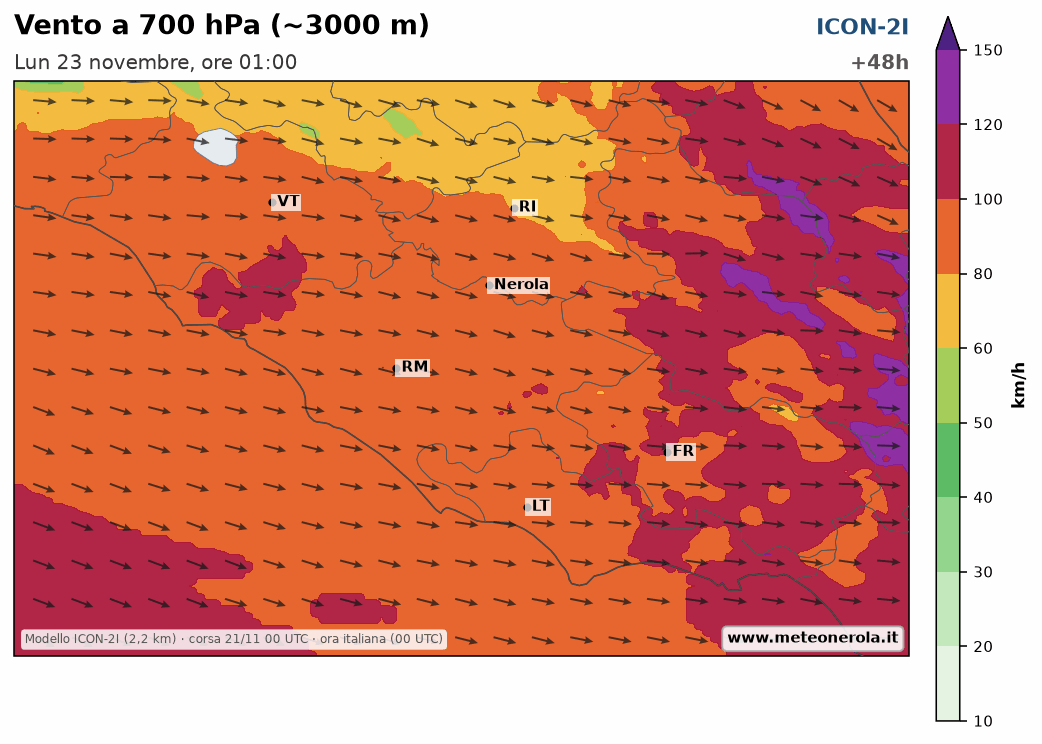 Vento a 700 hPa (~3000 m)
ICON-2I
Lun 23 novembre, ore 01:00
+48h
VT
RI
Nerola
RM
FR
LT
Modello ICON-2I (2,2 km) · corsa 21/11 00 UTC · ora italiana (00 UTC)
www.meteonerola.it
150
120
100
80
60
50
40
30
20
10
km/h